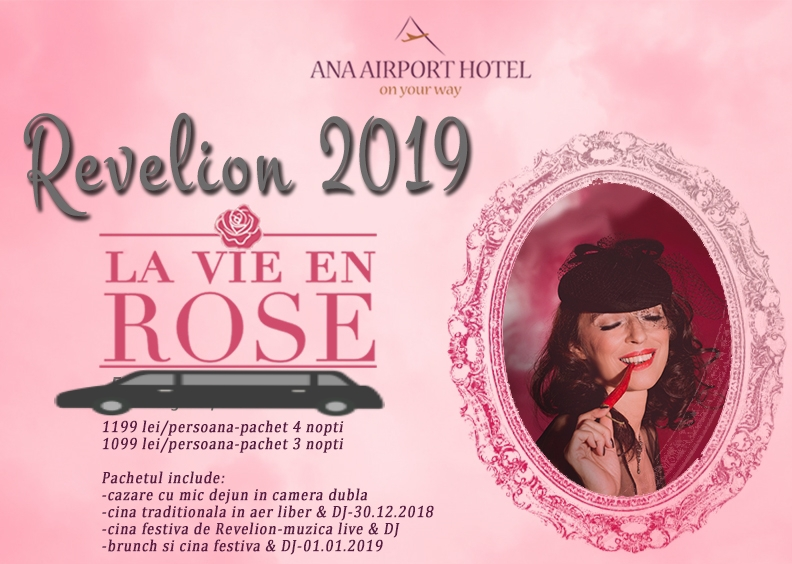 ANA AIRPORT HOTEL
on your way
Revelion 2019
LA VIE EN
ROSE
1199 lei/persoana-pachet 4 nopti
1099 lei/persoana-pachet 3 nopti
Pachetul include:
-cazare cu mic dejun in camera dubla
-cina traditionala in aer liber & DJ-30.12.2018
-cina festiva de Revelion-muzica live & DJ
-brunch si cina festiva & DJ-01.01.2019